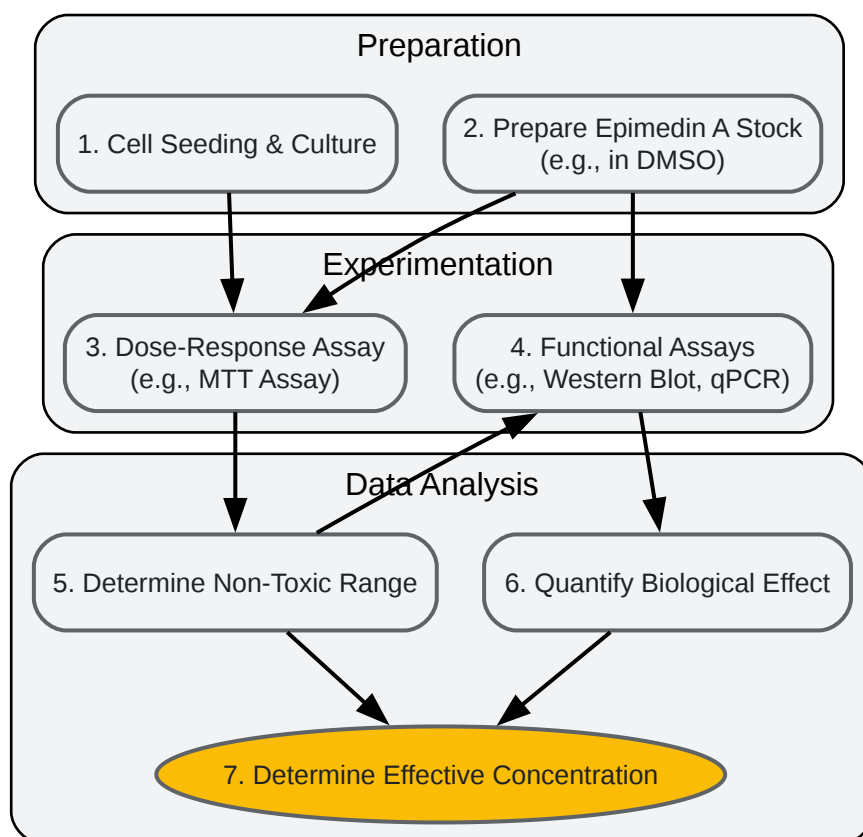 Preparation
1. Cell Seeding & Culture
2. Prepare Epimedin A Stock
(e.g., in DMSO)
Experimentation
3. Dose-Response Assay
(e.g., MTT Assay)
4. Functional Assays
(e.g., Western Blot, qPCR)
Data Analysis
5. Determine Non-Toxic Range
6. Quantify Biological Effect
7. Determine Effective Concentration